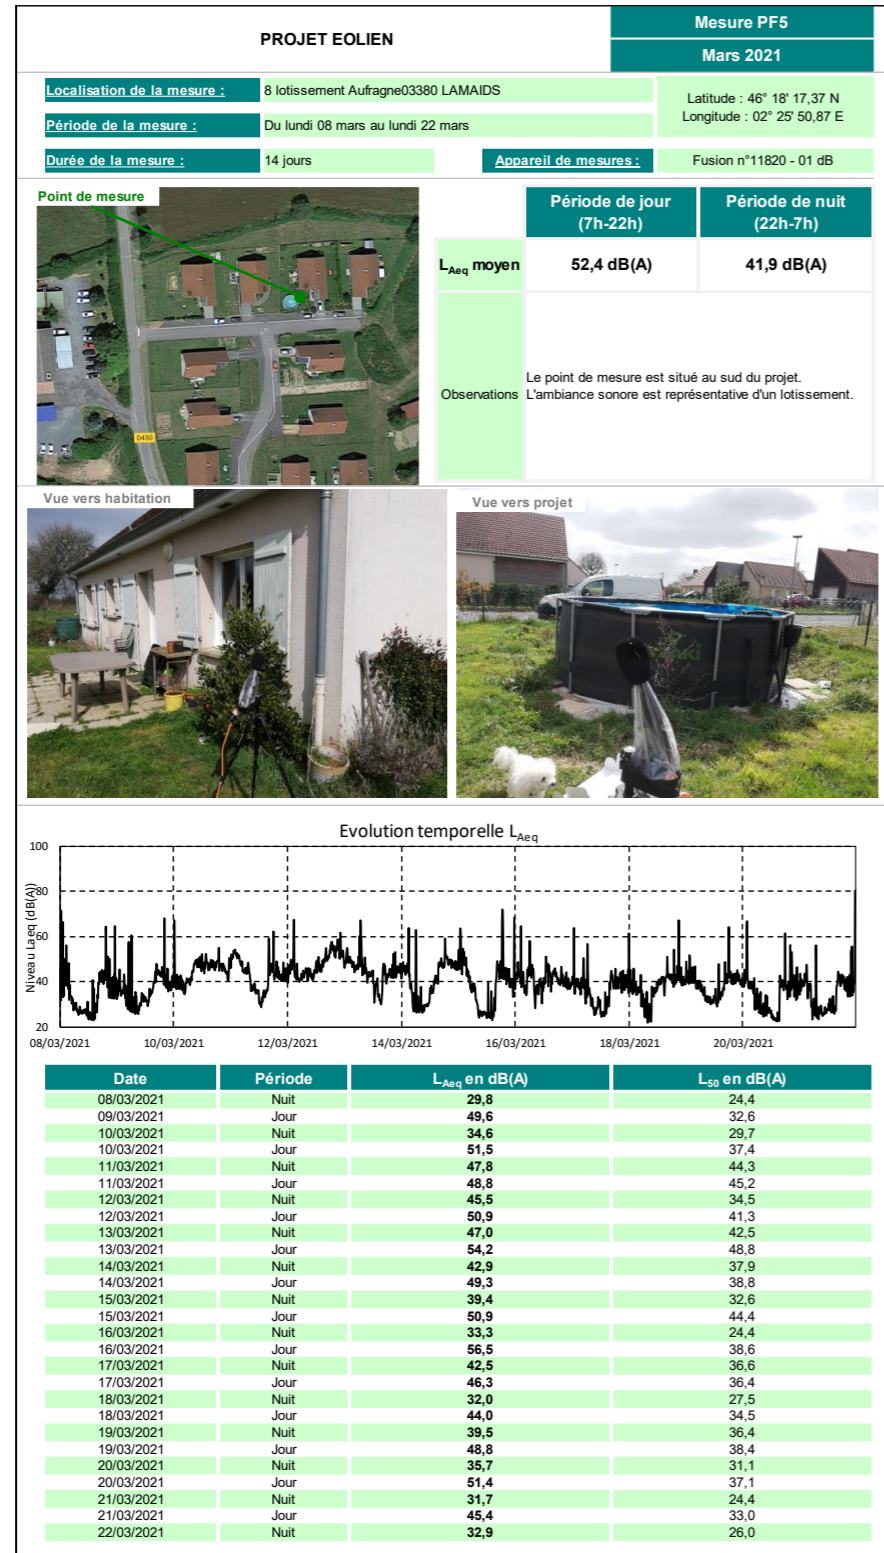 PROJET EOLIEN
Mesure PF5
Mars 2021
Localisation de la mesure :
8 lotissement Aufragne03380 LAMAIDS
Latitude : 46° 18' 17,37 N
Longitude : 02° 25' 50,87 E
Période de la mesure :
Du lundi 08 mars au lundi 22 mars
Durée de la mesure :
14 jours
Appareil de mesures :
Fusion n°11820 - 01 dB
Point de mesure
D450
Période de jour (7h-22h)
Période de nuit (22h-7h)
LAeq moyen 52,4 dB(A) 41,9 dB(A)
Observations
Le point de mesure est situé au sud du projet.
L'ambiance sonore est représentative d'un lotissement.
Vue vers habitation
Vue vers projet
Evolution temporelle LAeq
Niveau Laeq (dB(A))
100
80
60
40
20
08/03/2021 10/03/2021 12/03/2021 14/03/2021 16/03/2021 18/03/2021 20/03/2021
Date Période LAeq en dB(A) L50 en dB(A)
08/03/2021 Nuit 29,8 24,4
09/03/2021 Jour 49,6 32,6
10/03/2021 Nuit 34,6 29,7
10/03/2021 Jour 51,5 37,4
11/03/2021 Nuit 47,8 44,3
11/03/2021 Jour 48,8 45,2
12/03/2021 Nuit 45,5 34,5
12/03/2021 Jour 50,9 41,3
13/03/2021 Nuit 47,0 42,5
13/03/2021 Jour 54,2 48,8
14/03/2021 Nuit 42,9 37,9
14/03/2021 Jour 49,3 38,8
15/03/2021 Nuit 39,4 32,6
15/03/2021 Jour 50,9 44,4
16/03/2021 Nuit 33,3 24,4
16/03/2021 Jour 56,5 38,6
17/03/2021 Nuit 42,5 36,6
17/03/2021 Jour 46,3 36,4
18/03/2021 Nuit 32,0 27,5
18/03/2021 Jour 44,0 34,5
19/03/2021 Nuit 39,5 36,4
19/03/2021 Jour 48,8 38,4
20/03/2021 Nuit 35,7 31,1
20/03/2021 Jour 51,4 37,1
21/03/2021 Nuit 31,7 24,4
21/03/2021 Jour 45,4 33,0
22/03/2021 Nuit 32,9 26,0